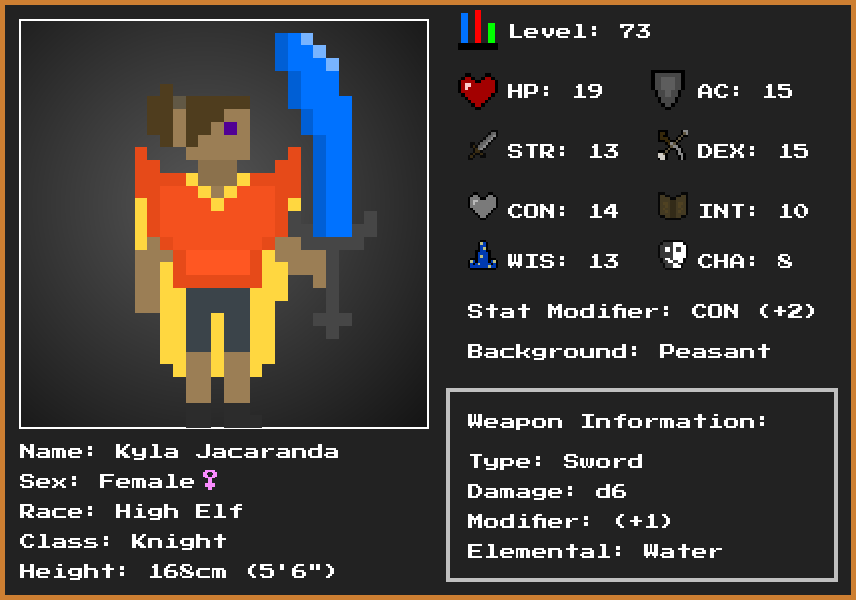 Level: 73
HP: 19
AC: 15
STR: 13
DEX: 15
CON: 14
INT: 10
WIS: 13
CHA: 8
Stat Modifier: CON (+2)
Background: Peasant
Weapon Information:
Type: Sword
Damage: d6
Modifier: (+1)
Elemental: Water
Name: Kyla Jacaranda
Sex: Female♀
Race: High Elf
Class: Knight
Height: 168cm (5'6")